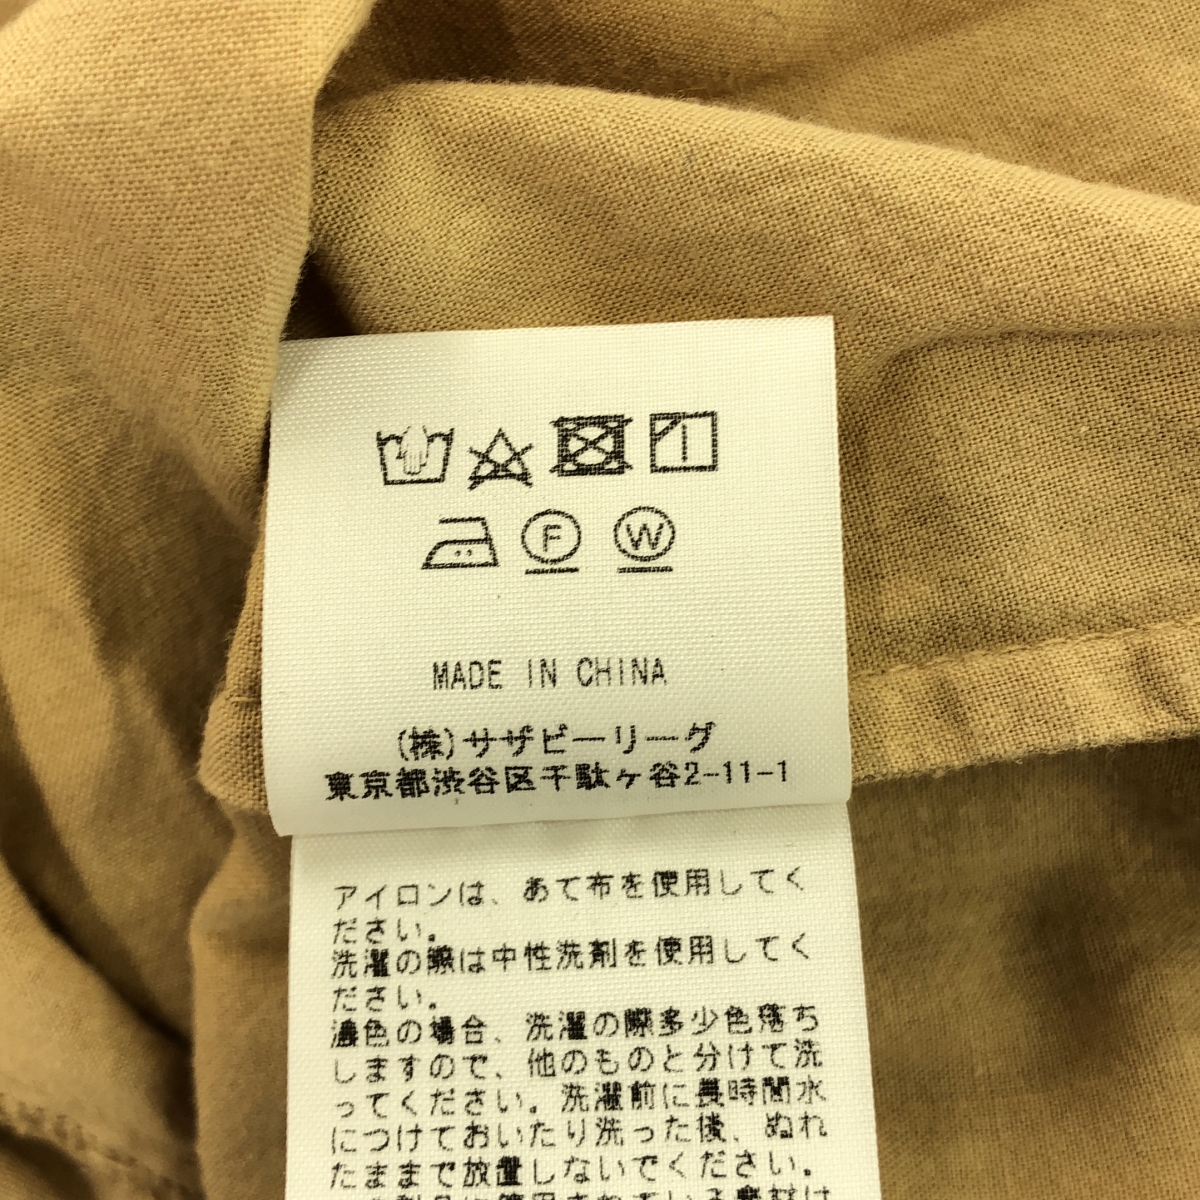 F W
MADE IN CHINA
(株)サザビーリーグ
東京都渋谷区千駄ヶ谷2-11-1
アイロンは、あて布を使用してく
ださい。
洗濯の際は中性洗剤を使用してく
ださい。
濃色の場合、洗濯の際多少色落ち
しますので、他のものと分けて洗
ってください。洗濯前に長時間水
につけておいたり洗った後、ぬれ
たままで放置しないでください。